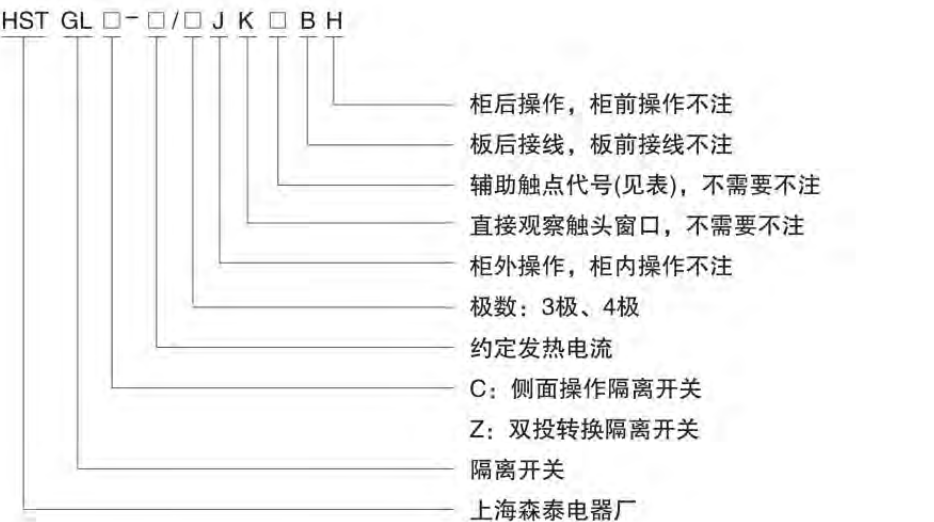 HST GL □-□/□ J K □ B H
柜后操作，柜前操作不注
板后接线，板前接线不注
辅助触点代号(见表)，不需要不注
直接观察触头窗口，不需要不注
柜外操作，柜内操作不注
极数：3极、4极
约定发热电流
C：侧面操作隔离开关
Z：双投转换隔离开关
隔离开关
上海森泰电器厂